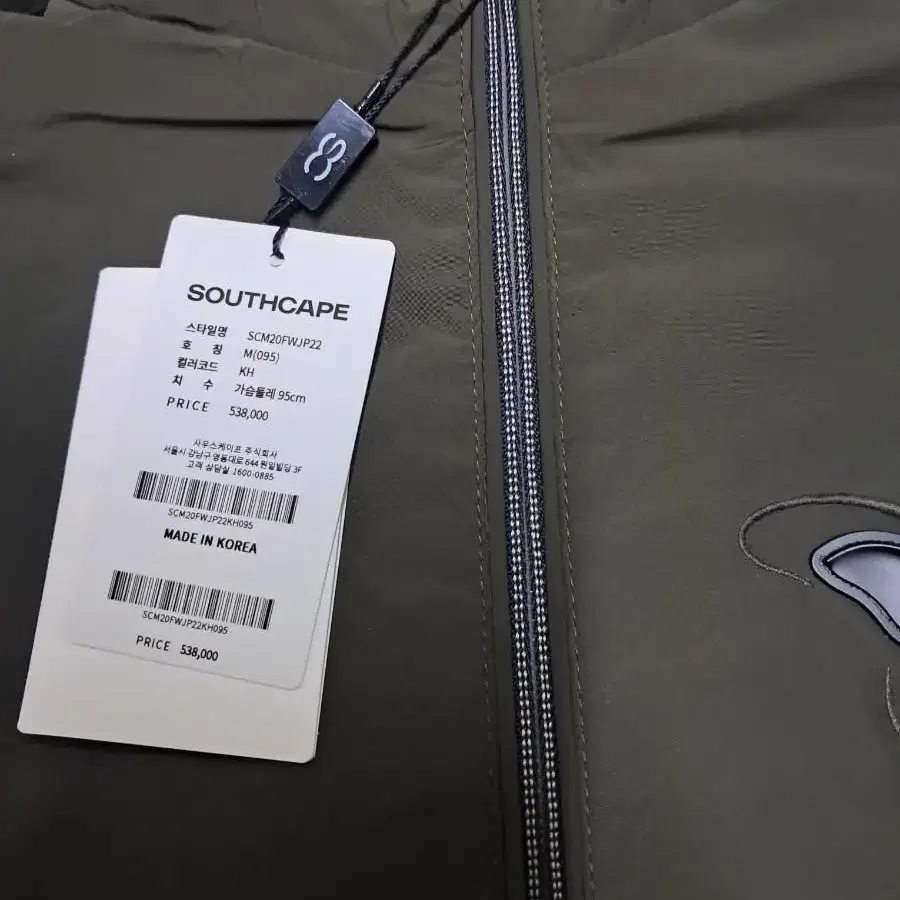 SOUTHCAPE
스타일명 SCM20FWJP22
호 칭 M(095)
컬러코드 KH
치 수 가슴둘레 95cm
PRICE 538,000
사우스케이프 주식회사
서울시 강남구 영동대로 644 원일빌딩 3F
고객 상담실 1600-0885
SCM20FWJP22KH095
MADE IN KOREA
SCM20FWJP22KH095
PRICE 538,000